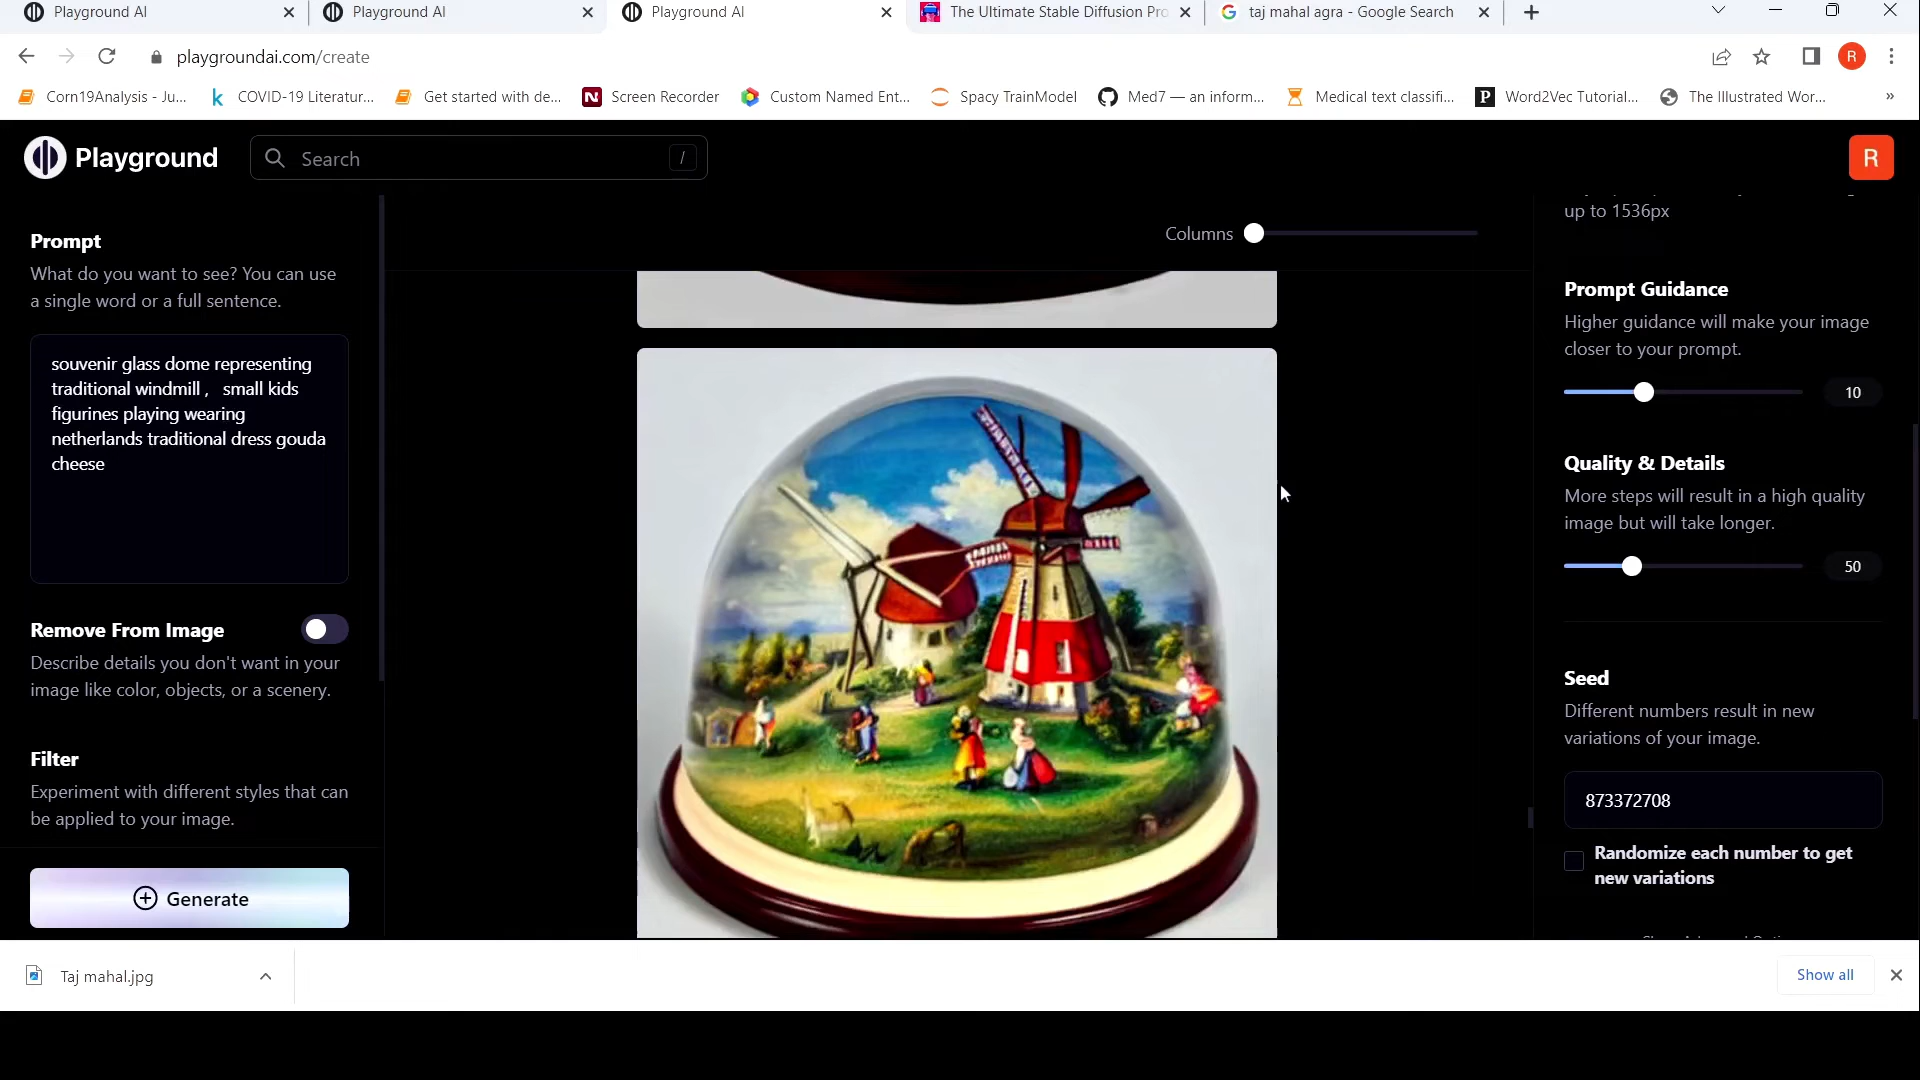 Playground AI
Playground AI
Playground AI
The Ultimate Stable Diffusion Pro
taj mahal agra - Google Search
playgroundai.com/create
R
Corn19Analysis - Ju...
COVID-19 Literatur...
Get started with de...
Screen Recorder
Custom Named Ent...
Spacy TrainModel
Med7 — an inform...
Medical text classifi...
Word2Vec Tutorial...
The Illustrated Wor...
»
Playground
Search
/
R
Prompt
What do you want to see? You can use
a single word or a full sentence.
souvenir glass dome representing
traditional windmill , small kids
figurines playing wearing
netherlands traditional dress gouda
cheese
Remove From Image
Describe details you don't want in your
image like color, objects, or a scenery.
Filter
Experiment with different styles that can
be applied to your image.
Generate
Columns
up to 1536px
Prompt Guidance
Higher guidance will make your image
closer to your prompt.
10
Quality & Details
More steps will result in a high quality
image but will take longer.
50
Seed
Different numbers result in new
variations of your image.
873372708
Randomize each number to get
new variations
Taj mahal.jpg
Show all